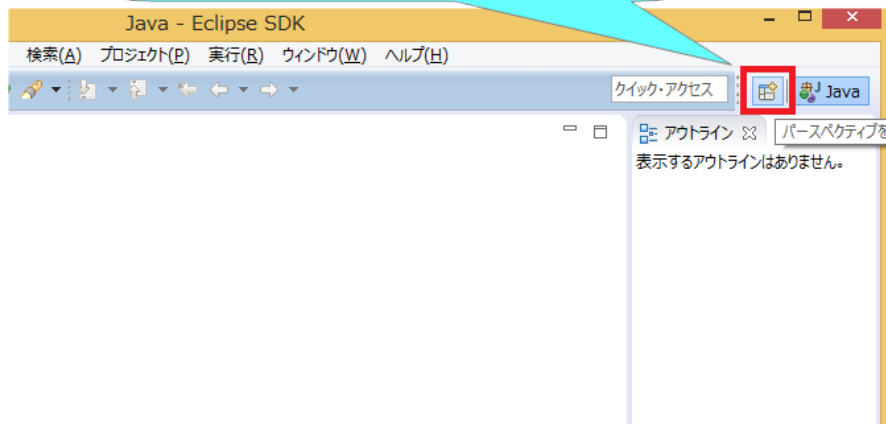 Java - Eclipse SDK
検索(A) プロジェクト(P) 実行(R) ウィンドウ(W) ヘルプ(H)
クイック・アクセス
Java
アウトライン
パースペクティブを
表示するアウトラインはありません。